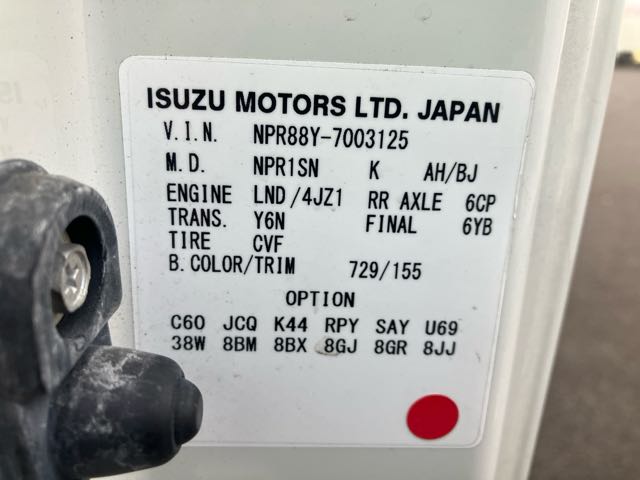 ISUZU MOTORS LTD. JAPAN
V.I.N. NPR88Y-7003125
M.D. NPR1SN K AH/BJ
ENGINE LND/4JZ1 RR AXLE 6CP
TRANS. Y6N FINAL 6YB
TIRE CVF
B.COLOR/TRIM 729/155
OPTION
C60 JCQ K44 RPY SAY U69
38W 8BM 8BX 8GJ 8GR 8JJ